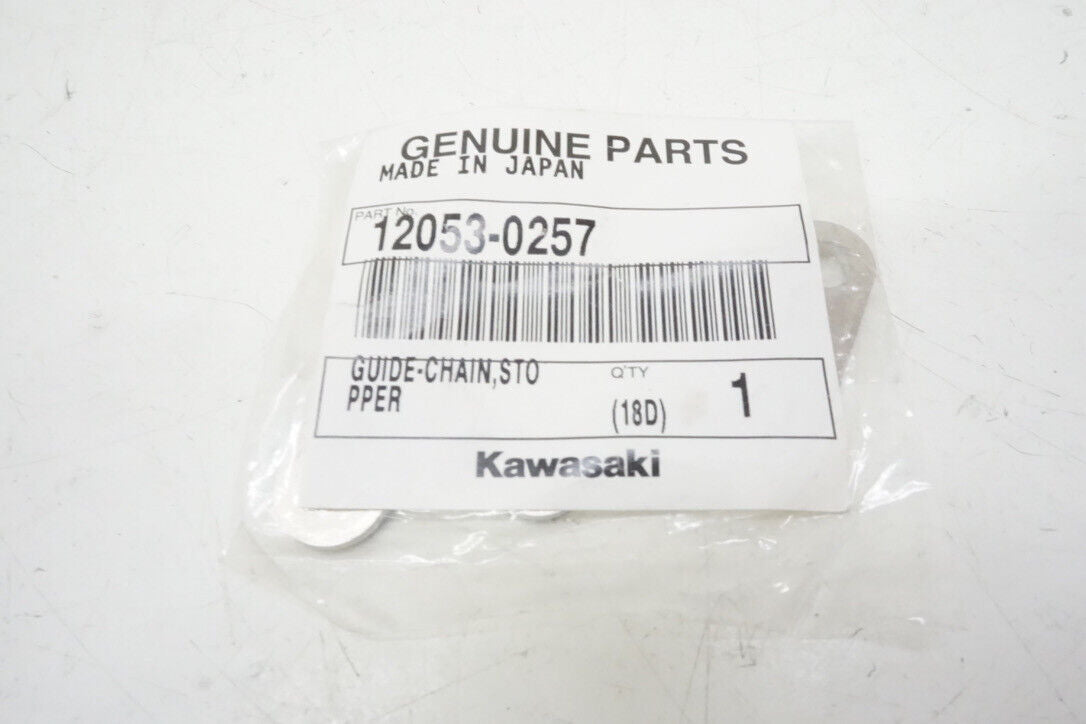 GENUINE PARTS
MADE IN JAPAN
PART No.
12053-0257
GUIDE-CHAIN,STO
PPER
Q'TY
(18D)
1
Kawasaki